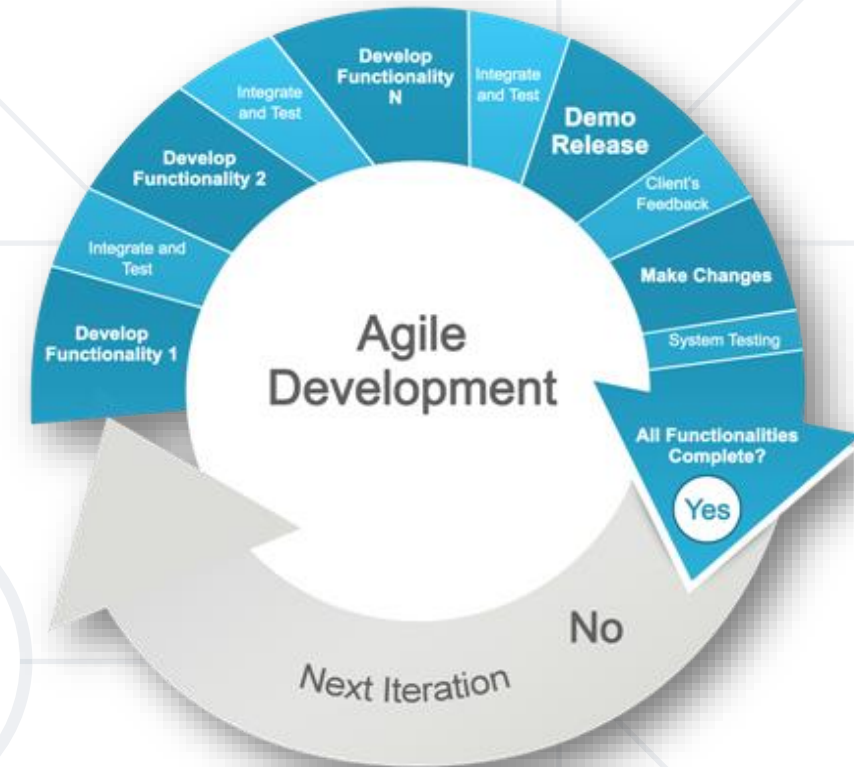 Develop
Functionality 1
Integrate and
Test
Develop
Functionality 2
Integrate
and Test
Develop
Functionality
N
Integrate
and Test
Demo
Release
Client's
Feedback
Make Changes
System Testing
All Functionalities
Complete?
Yes
No
Next Iteration
Agile
Development